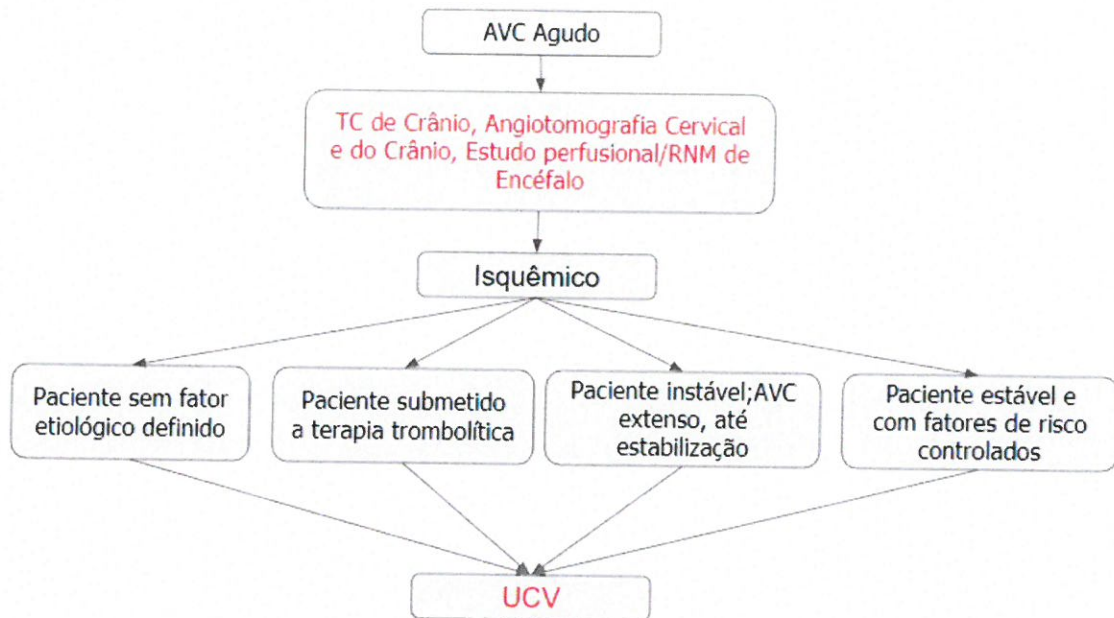 AVC Agudo
TC de Crânio, Angiotomografia Cervical
e do Crânio, Estudo perfusional/RNM de
Encéfalo
Isquêmico
Paciente sem fator
etiológico definido
Paciente submetido
a terapia trombolítica
Paciente instável;AVC
extenso, até
estabilização
Paciente estável e
com fatores de risco
controlados
UCV